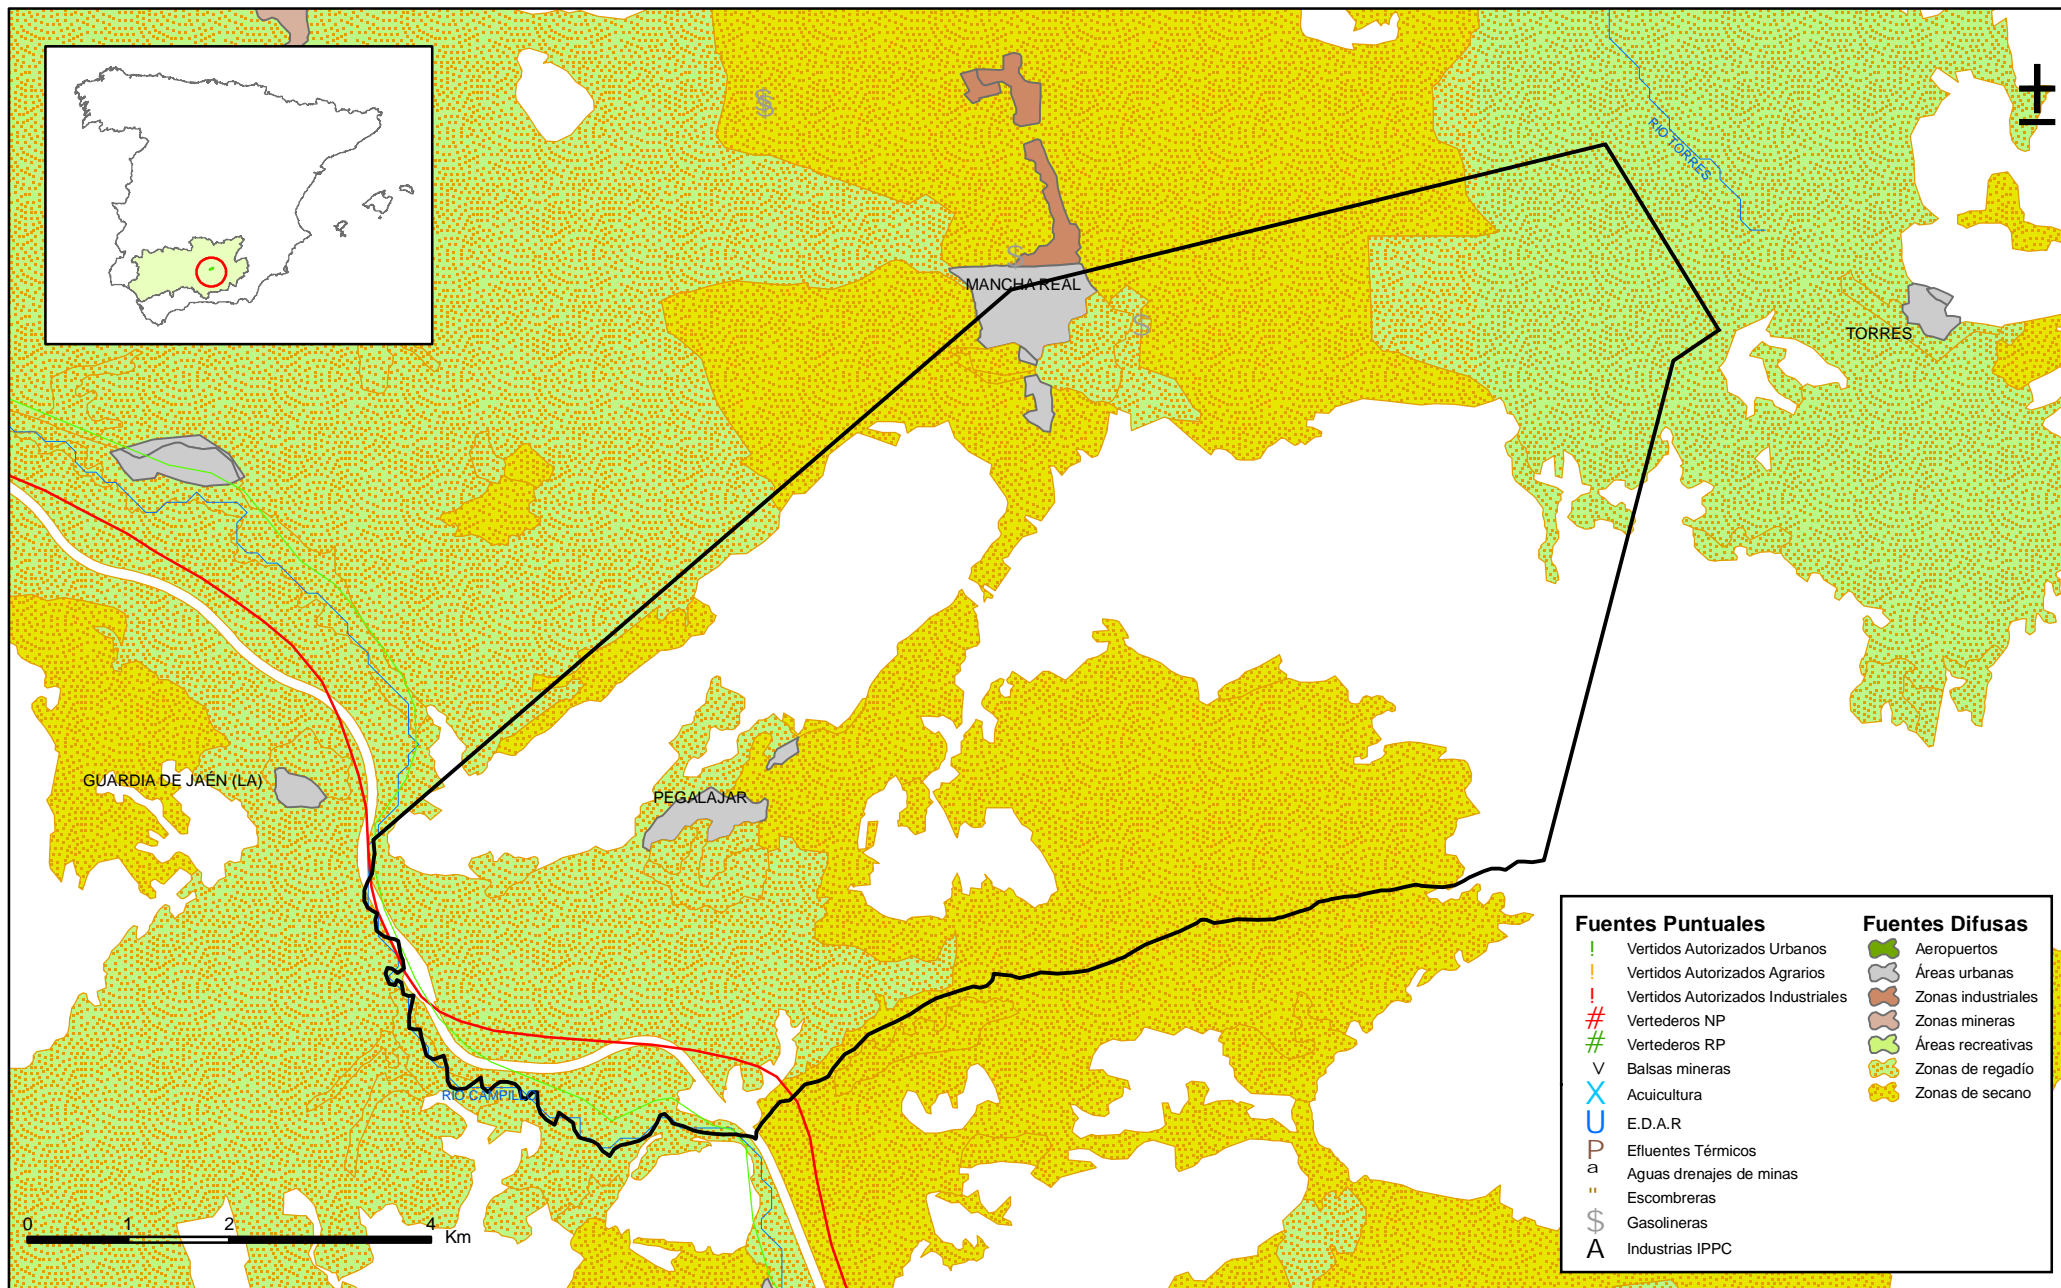 RIO TORRES
MANCHA REAL
TORRES
GUARDIA DE JAÉN (LA)
PEGALAJAR
RIO CAMPILLO
0 1 2 4
Km
Fuentes Puntuales
! Vertidos Autorizados Urbanos
! Vertidos Autorizados Agrarios
! Vertidos Autorizados Industriales
# Vertederos NP
# Vertederos RP
v Balsas mineras
X Acuicultura
U E.D.A.R
P Efluentes Térmicos
a Aguas drenajes de minas
" Escombreras
$ Gasolineras
A Industrias IPPC
Fuentes Difusas
Aeropuertos
Áreas urbanas
Zonas industriales
Zonas mineras
Áreas recreativas
Zonas de regadío
Zonas de secano